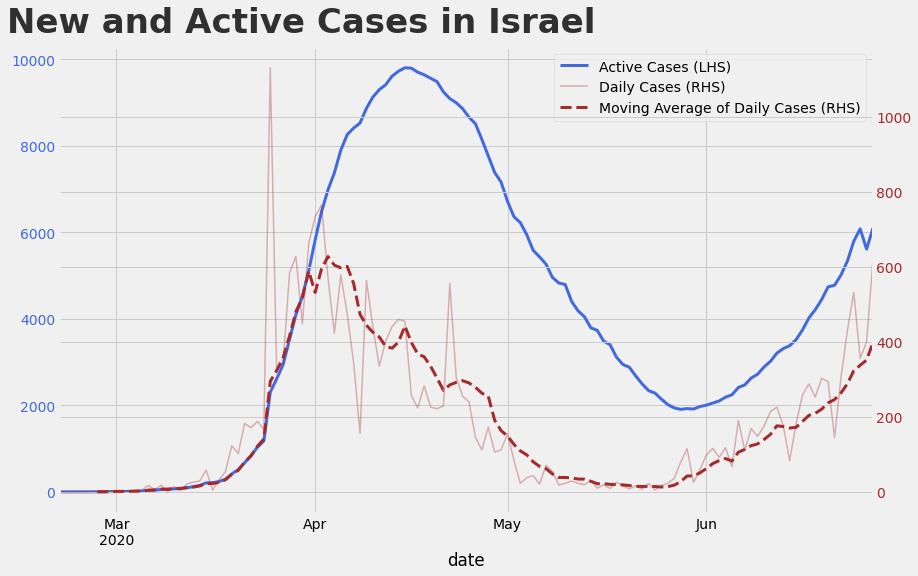 New and Active Cases in Israel
10000
8000
6000
4000
2000
0
Active Cases (LHS)
Daily Cases (RHS)
Moving Average of Daily Cases (RHS)
1000
800
600
400
200
0
Mar
2020
Apr
May
Jun
date